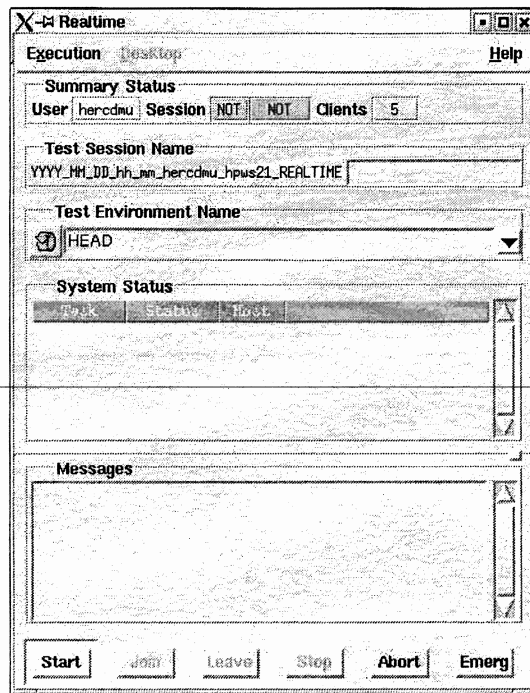 Realtime
Execution Desktop Help
Summary Status
User hercdmu Session NOT NOT Clients 5
Test Session Name
YYYY_MM_DD_hh_mm_hercdmu_hpws21_REALTIME
Test Environment Name
HEAD
System Status
Task Status Host
Messages
Start Join Leave Stop Abort Emerg